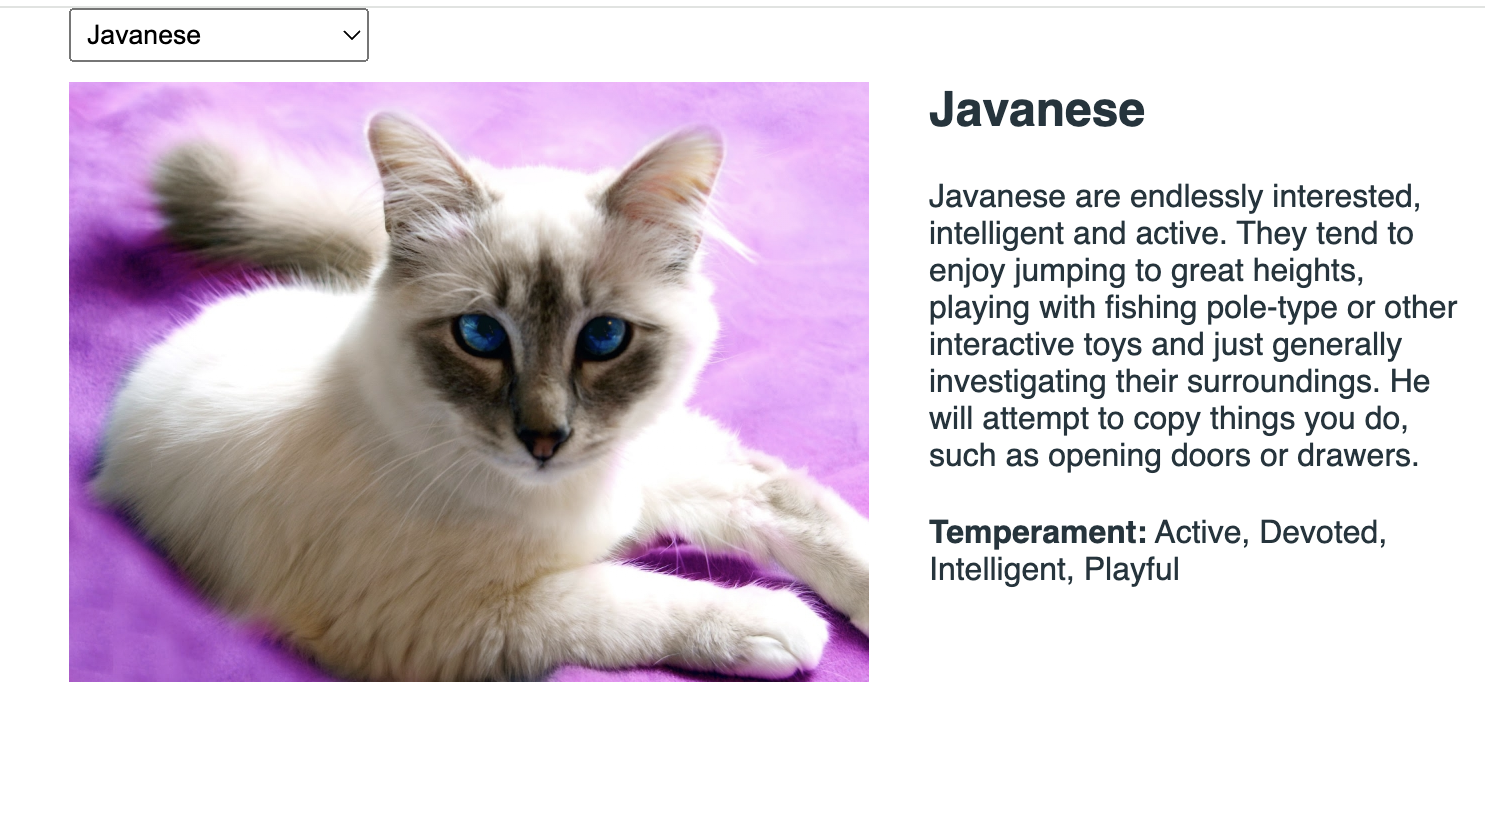 Javanese
Javanese
Javanese are endlessly interested,
intelligent and active. They tend to
enjoy jumping to great heights,
playing with fishing pole-type or other
interactive toys and just generally
investigating their surroundings. He
will attempt to copy things you do,
such as opening doors or drawers.
Temperament: Active, Devoted,
Intelligent, Playful